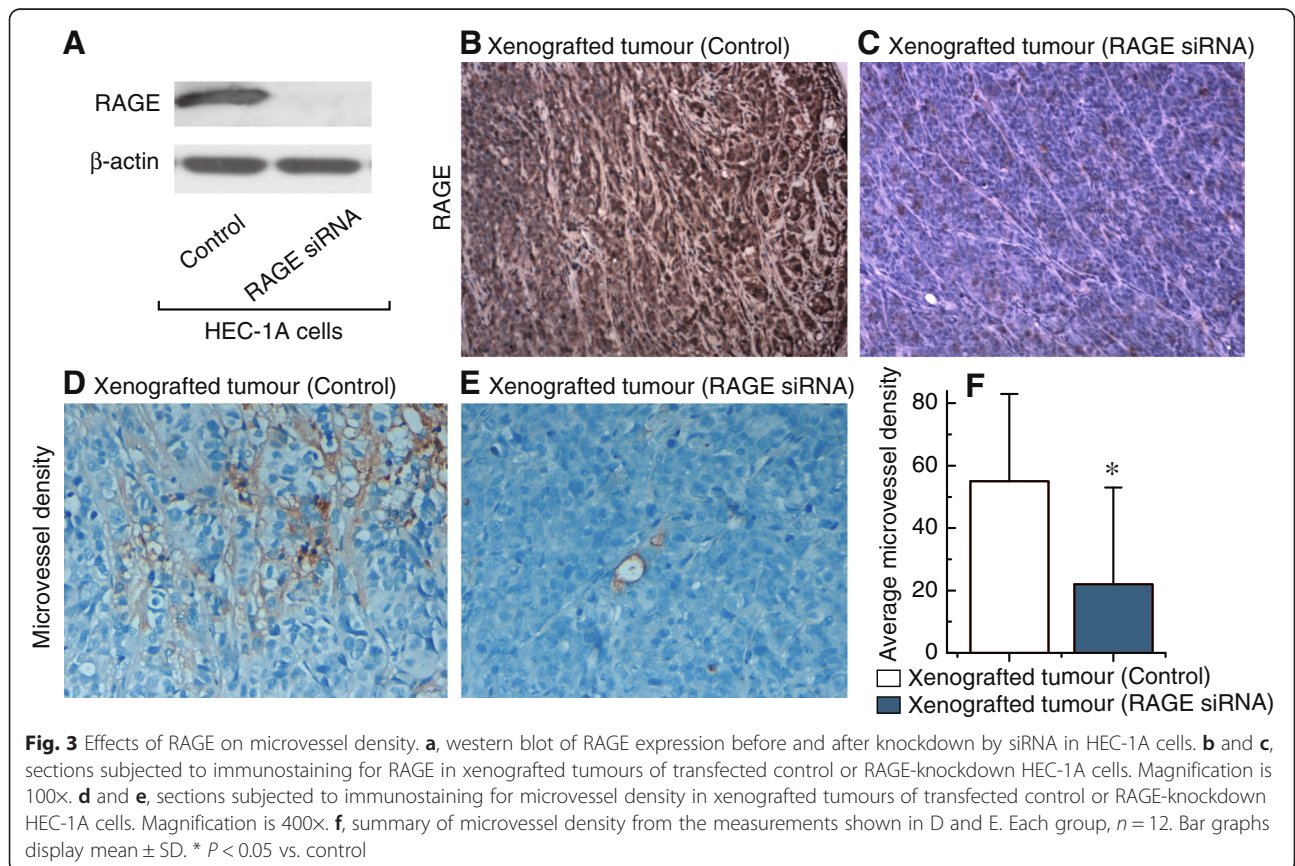 A
RAGE
β-actin
Control
RAGE siRNA
HEC-1A cells
B Xenografted tumour (Control)
RAGE
C Xenografted tumour (RAGE siRNA)
D Xenografted tumour (Control)
Microvessel density
E Xenografted tumour (RAGE siRNA)
F
Average microvessel density
80
60
40
20
0
*
Xenografted tumour (Control)
Xenografted tumour (RAGE siRNA)
Fig. 3 Effects of RAGE on microvessel density. a, western blot of RAGE expression before and after knockdown by siRNA in HEC-1A cells. b and c,
sections subjected to immunostaining for RAGE in xenografted tumours of transfected control or RAGE-knockdown HEC-1A cells. Magnification is
100×. d and e, sections subjected to immunostaining for microvessel density in xenografted tumours of transfected control or RAGE-knockdown
HEC-1A cells. Magnification is 400×. f, summary of microvessel density from the measurements shown in D and E. Each group, n = 12. Bar graphs
display mean ± SD. * P < 0.05 vs. control